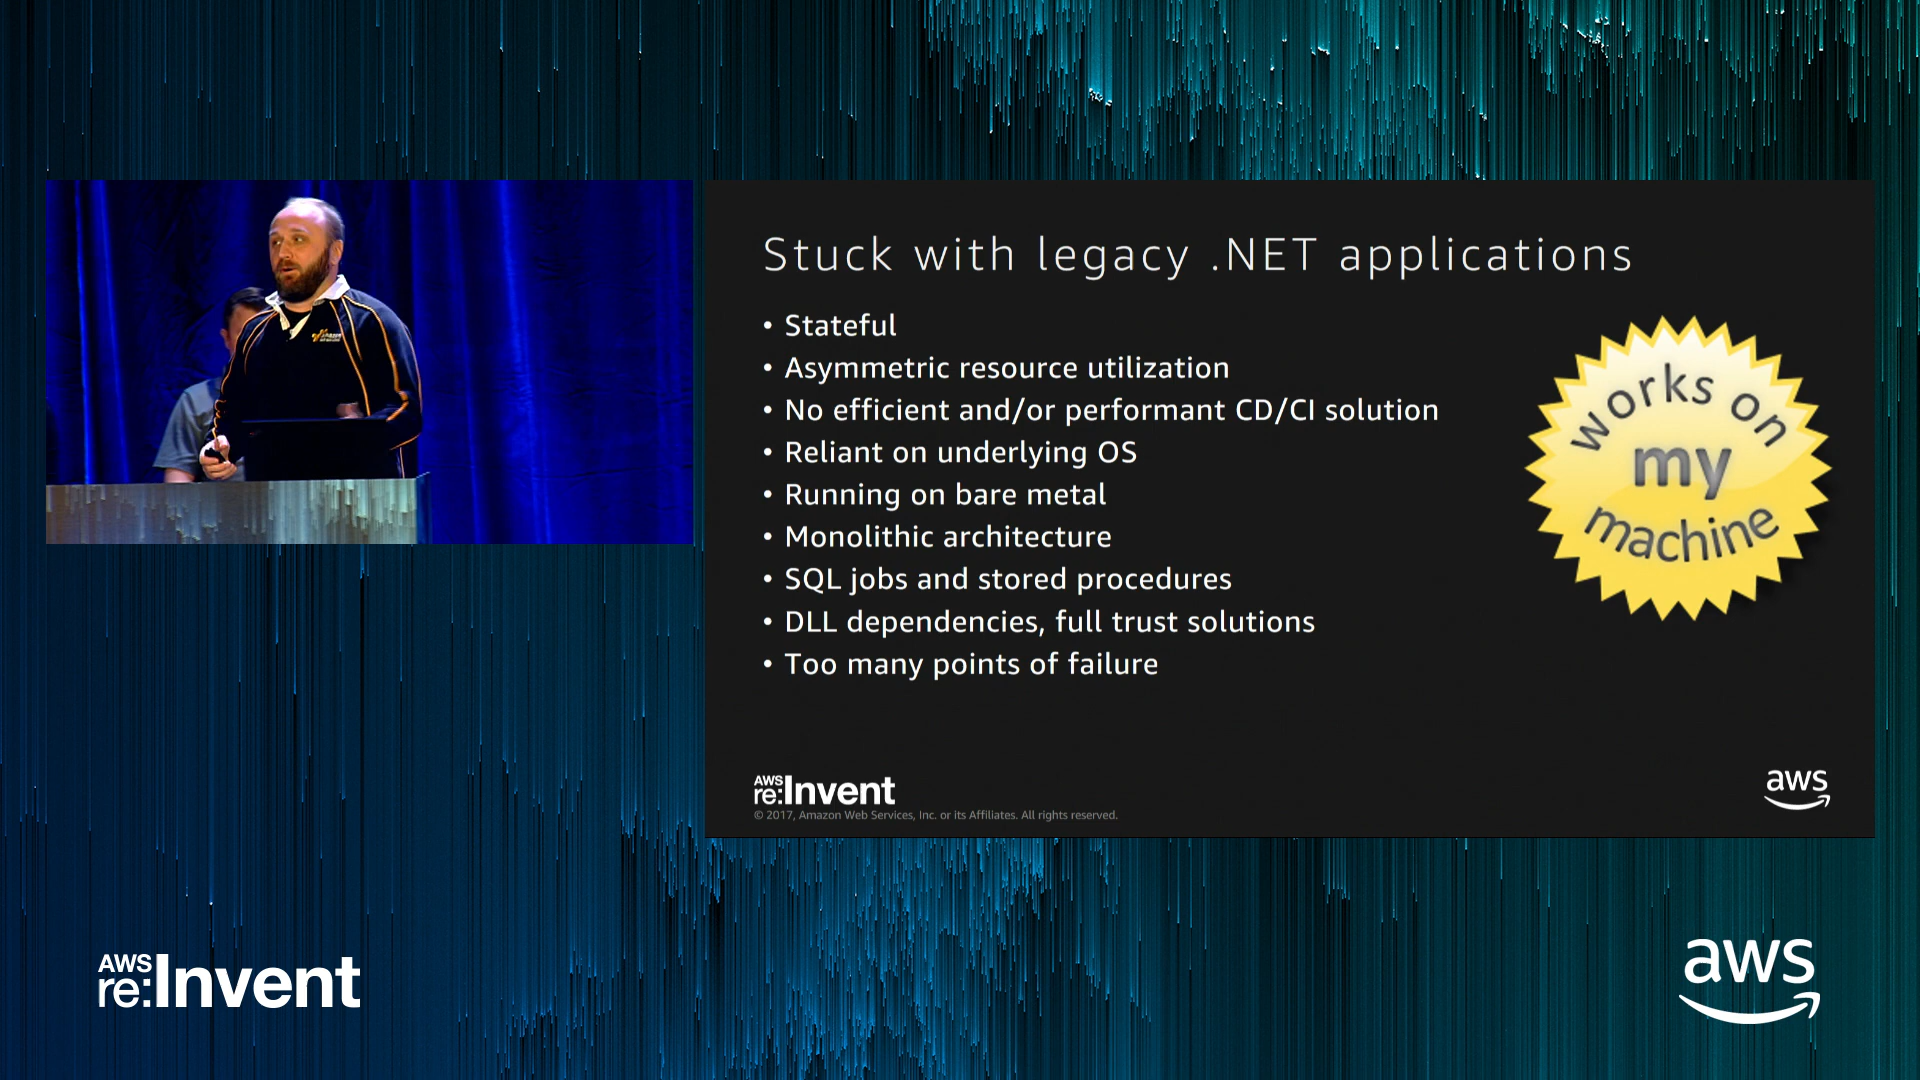 Stuck with legacy .NET applications
• Stateful
• Asymmetric resource utilization
• No efficient and/or performant CD/CI solution
• Reliant on underlying OS
• Running on bare metal
• Monolithic architecture
• SQL jobs and stored procedures
• DLL dependencies, full trust solutions
• Too many points of failure
works on
my
machine
AWS
re:Invent
© 2017, Amazon Web Services, Inc. or its Affiliates. All rights reserved.
aws
AWS
re:Invent
aws